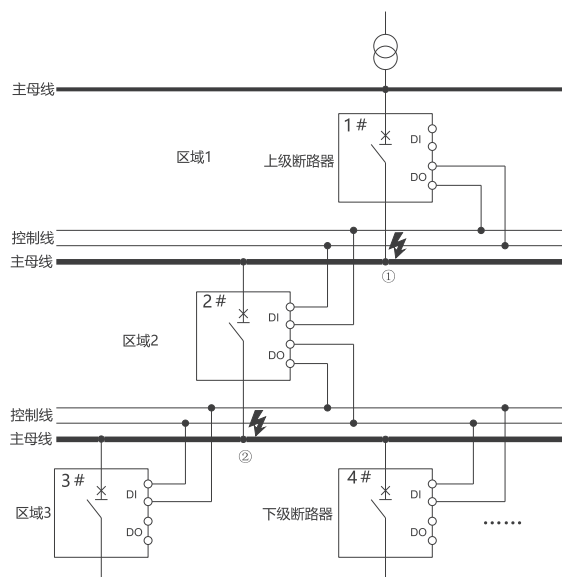 主母线
1#
DI
区域1
上级断路器
DO
控制线
主母线
①
2#
DI
区域2
DO
控制线
主母线
②
3#
4#
DI
DI
区域3
下级断路器
......
DO
DO